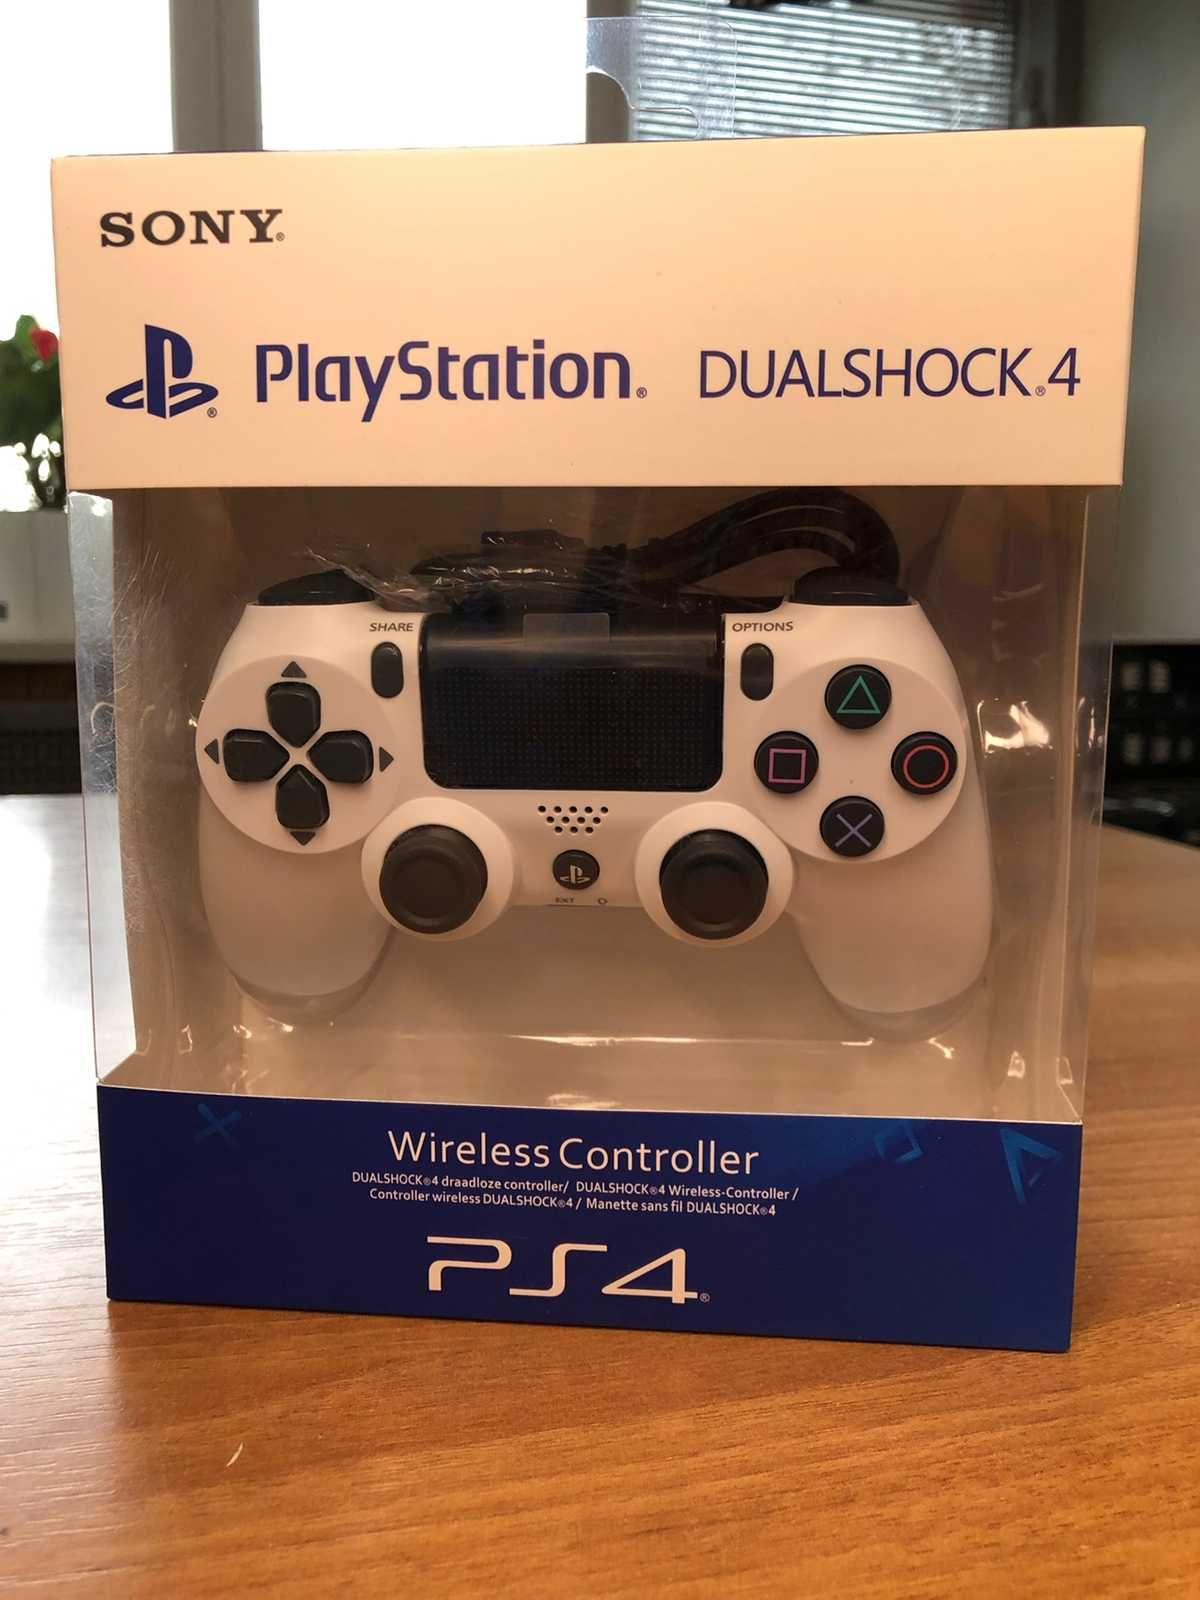 SONY®
PlayStation® DUALSHOCK®4
SHARE OPTIONS
EXT
Wireless Controller
DUALSHOCK®4 draadloze controller/ DUALSHOCK®4 Wireless-Controller /
Controller wireless DUALSHOCK®4 / Manette sans fil DUALSHOCK®4
PS4®